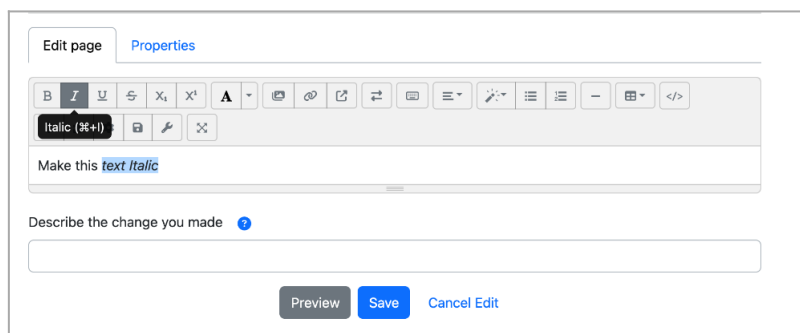 Edit page Properties
B I U S X₁ X¹ A </>
Italic (⌘+I)
Make this text Italic
Describe the change you made ?
Preview Save Cancel Edit